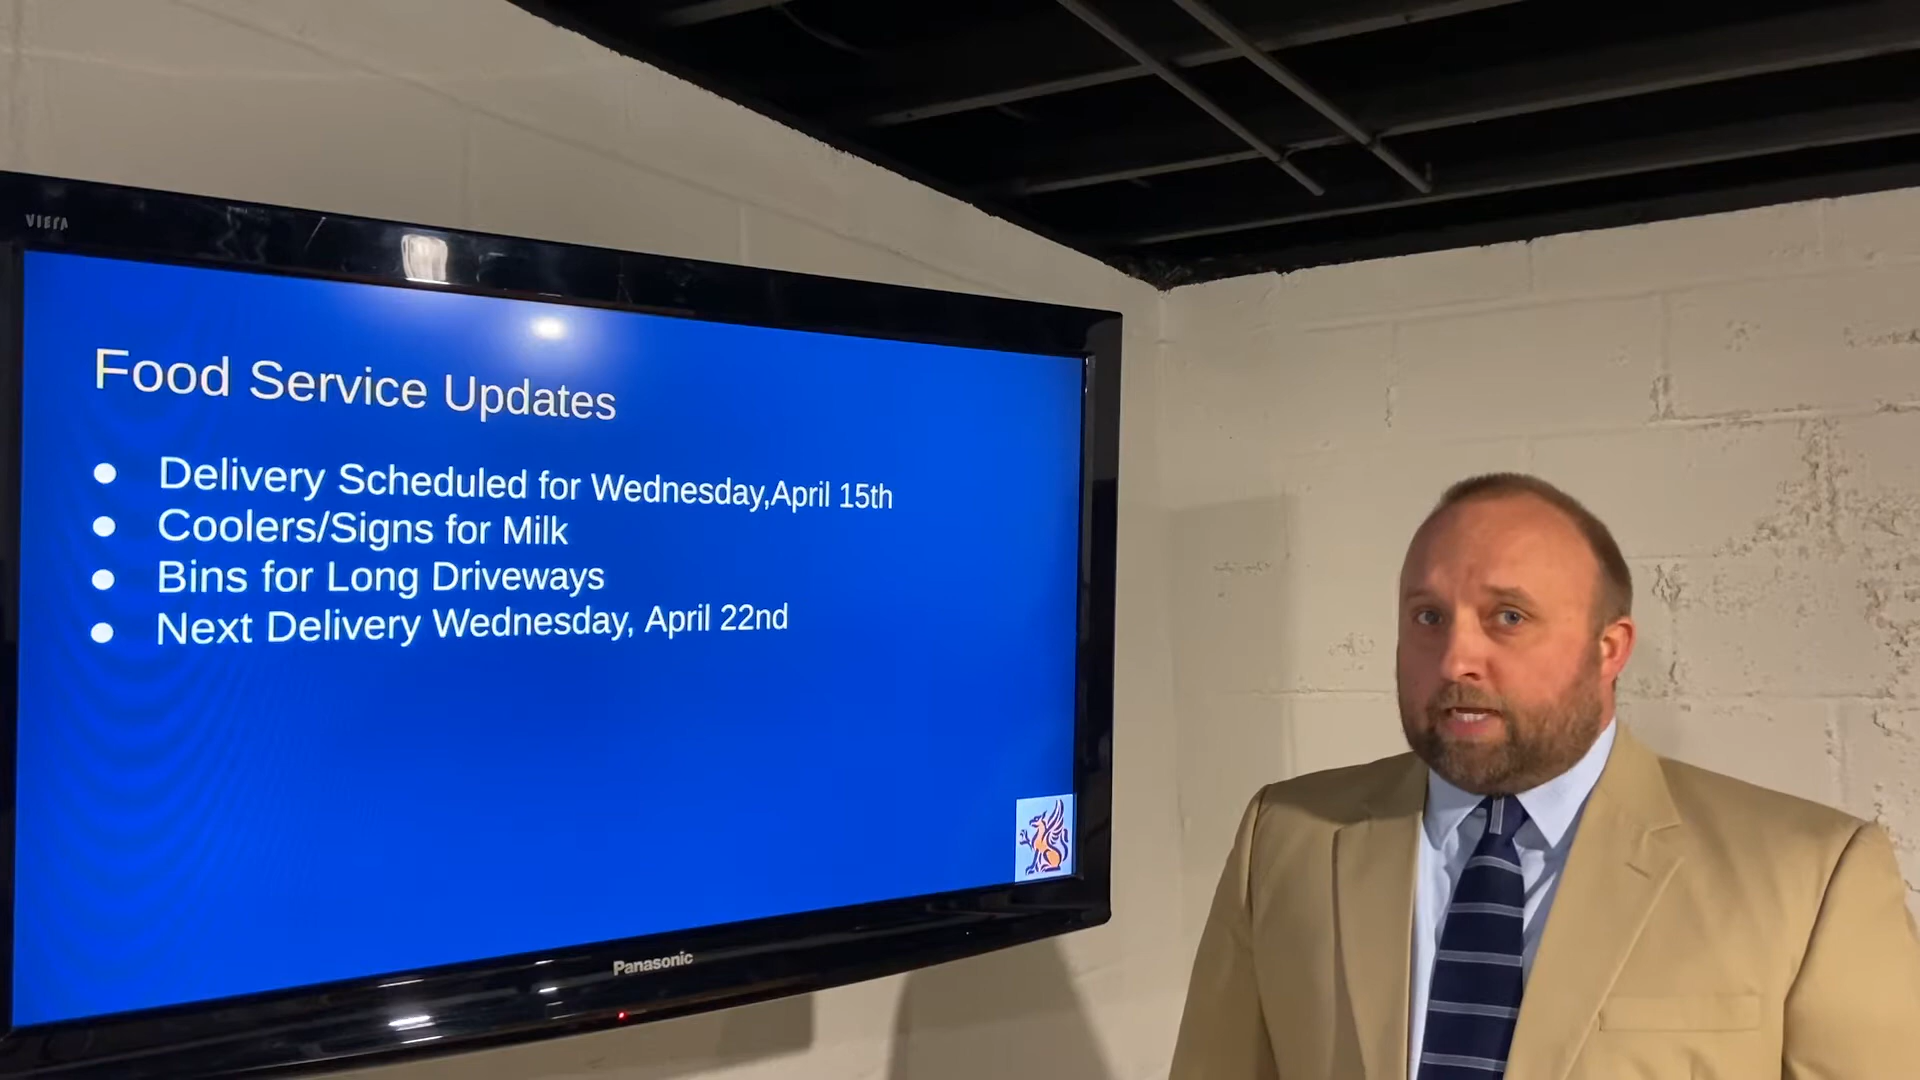 VIERA
Food Service Updates
● Delivery Scheduled for Wednesday,April 15th
● Coolers/Signs for Milk
● Bins for Long Driveways
● Next Delivery Wednesday, April 22nd
Panasonic